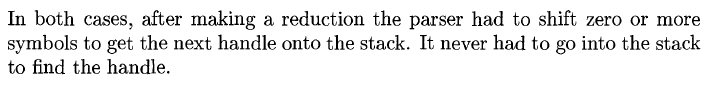 In both cases, after making a reduction the parser had to shift zero or more
symbols to get the next handle onto the stack. It never had to go into the stack
to find the handle.